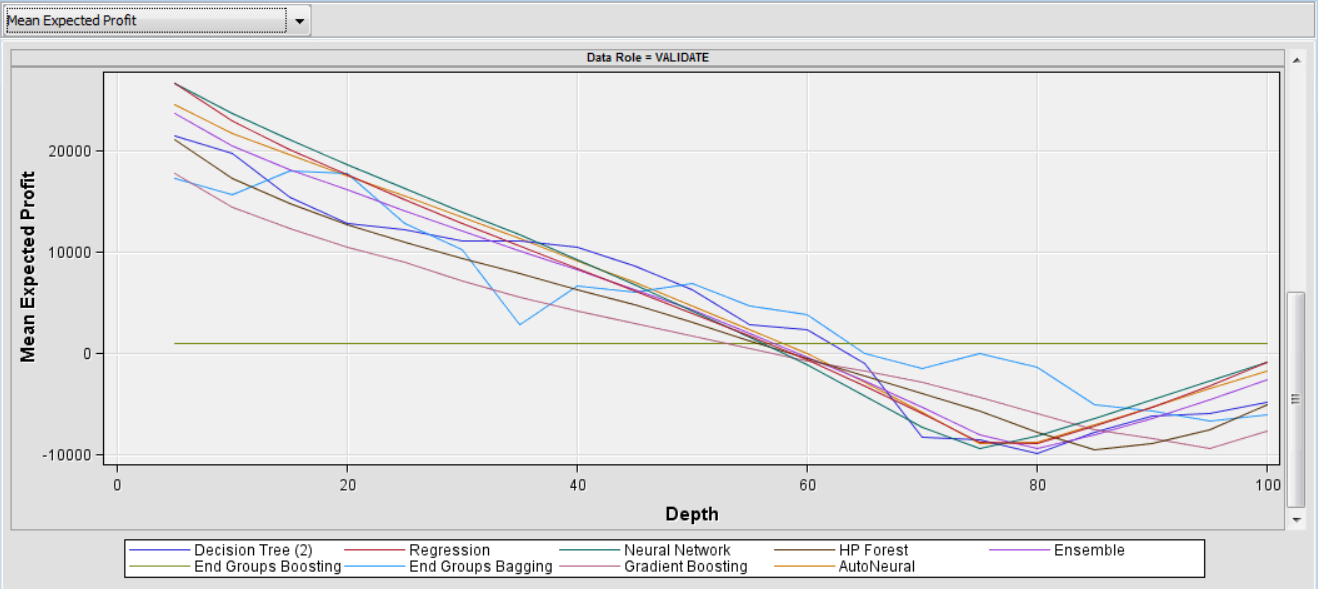 Mean Expected Profit
Data Role = VALIDATE
Mean Expected Profit
20000
10000
0
-10000
0 20 40 60 80 100
Depth
Decision Tree (2) Regression Neural Network HP Forest Ensemble
End Groups Boosting End Groups Bagging Gradient Boosting AutoNeural